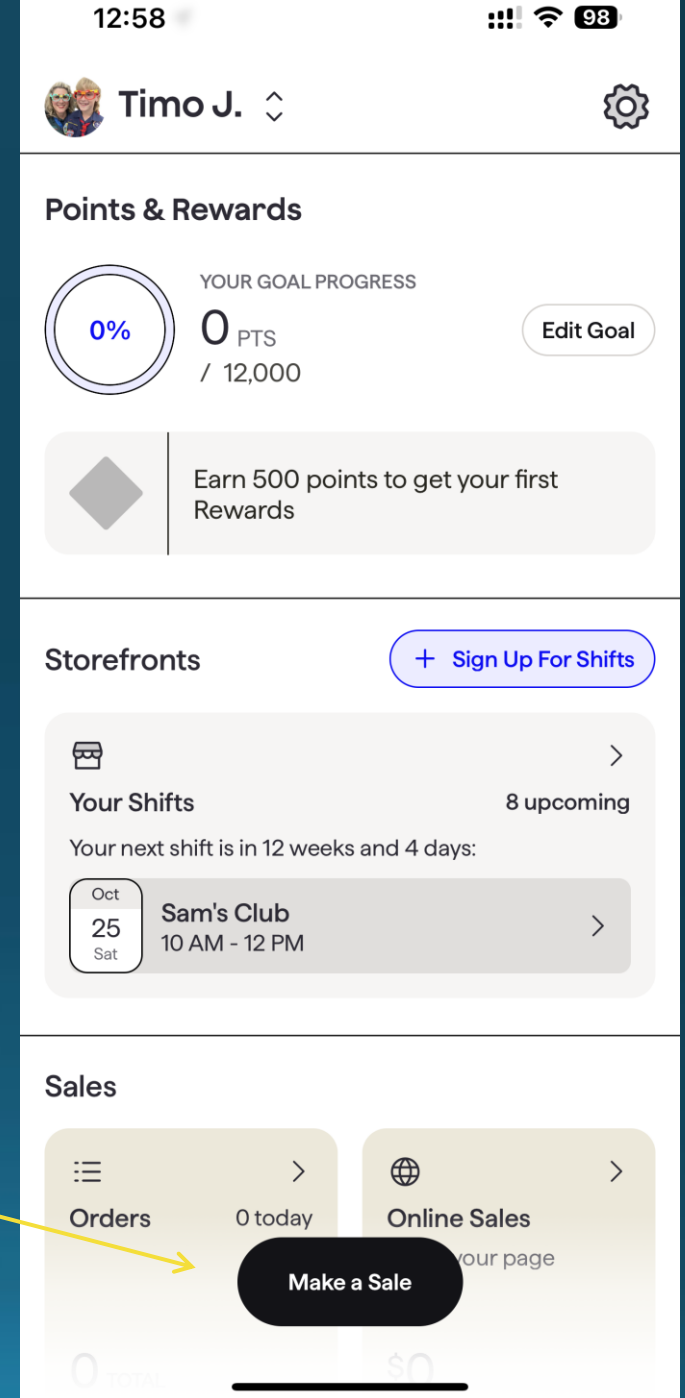 12:58
98
Timo J.
Points & Rewards
0%
YOUR GOAL PROGRESS
0 PTS
/ 12,000
Edit Goal
Earn 500 points to get your first
Rewards
Storefronts
+ Sign Up For Shifts
Your Shifts
8 upcoming
Your next shift is in 12 weeks and 4 days:
Oct
25
Sat
Sam's Club
10 AM - 12 PM
Sales
Orders
0 today
Online Sales
your page
Make a Sale
0 TOTAL
$0